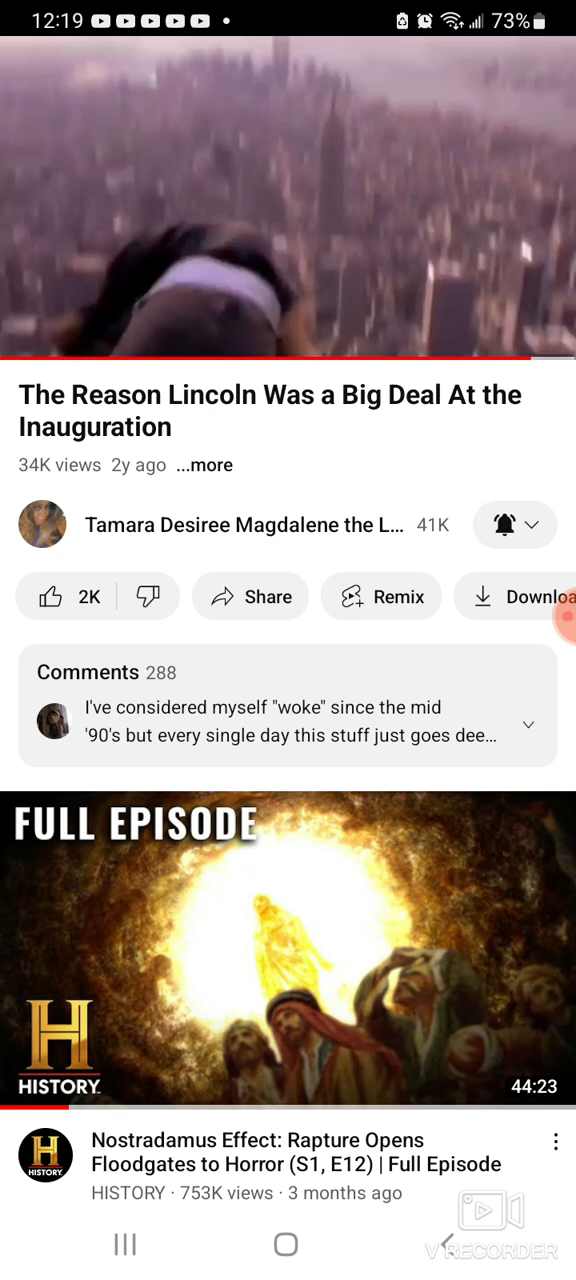 12:19
73%
The Reason Lincoln Was a Big Deal At the
Inauguration
34K views 2y ago ...more
Tamara Desiree Magdalene the L... 41K
2K
Share
Remix
Downloa
Comments 288
I've considered myself "woke" since the mid
'90's but every single day this stuff just goes dee...
FULL EPISODE
H
HISTORY
44:23
H
HISTORY
Nostradamus Effect: Rapture Opens
Floodgates to Horror (S1, E12) | Full Episode
HISTORY · 753K views · 3 months ago
V RECORDER